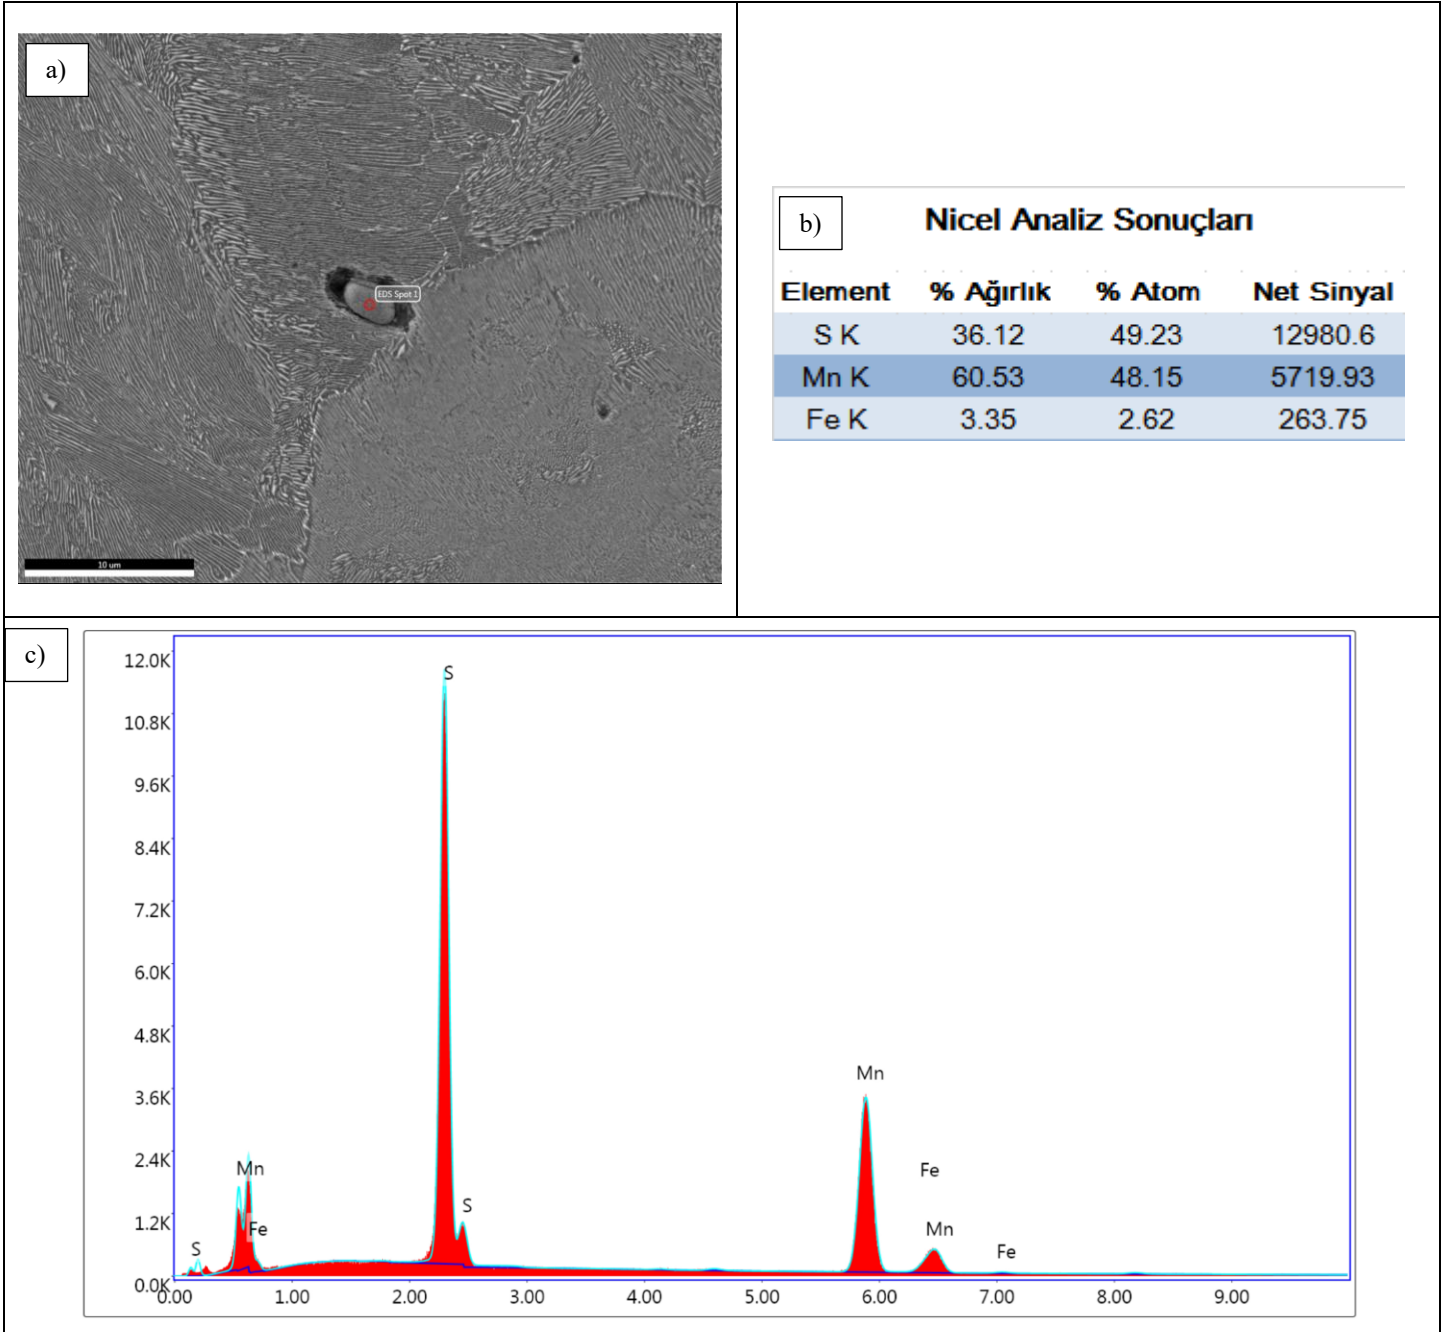 a)
EDS Spot 1
10 um
b)
Nicel Analiz Sonuçları
Element % Ağırlık % Atom Net Sinyal
S K 36.12 49.23 12980.6
Mn K 60.53 48.15 5719.93
Fe K 3.35 2.62 263.75
c)
12.0K
10.8K
9.6K
8.4K
7.2K
6.0K
4.8K
3.6K
2.4K
1.2K
0.0K
S
Mn
Fe
S
S
Mn
Fe
Mn
Fe
0.00 1.00 2.00 3.00 4.00 5.00 6.00 7.00 8.00 9.00